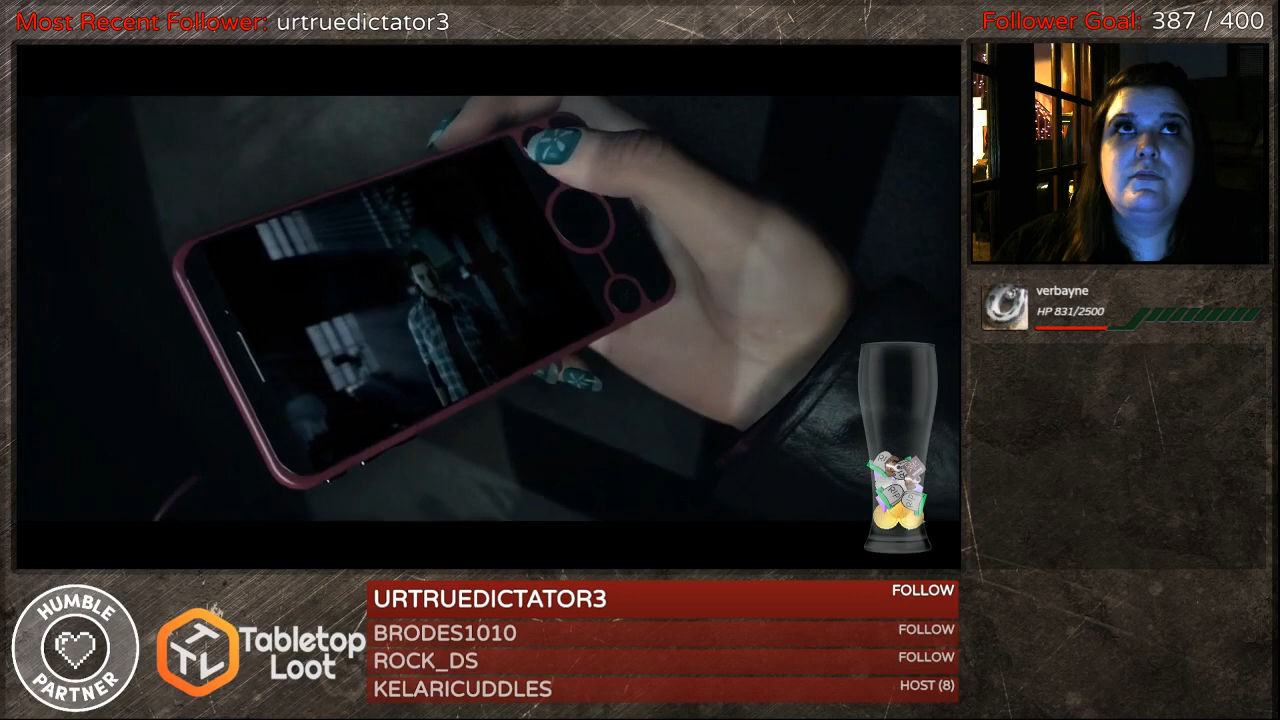 Most Recent Follower: urtruedictator3
Follower Goal: 387 / 400
verbayne
HP 831/2500
URTRUEDICTATOR3 FOLLOW
BRODES1010 FOLLOW
ROCK_DS FOLLOW
KELARICUDDLES HOST (8)
HUMBLE
PARTNER
TTL
Tabletop
Loot